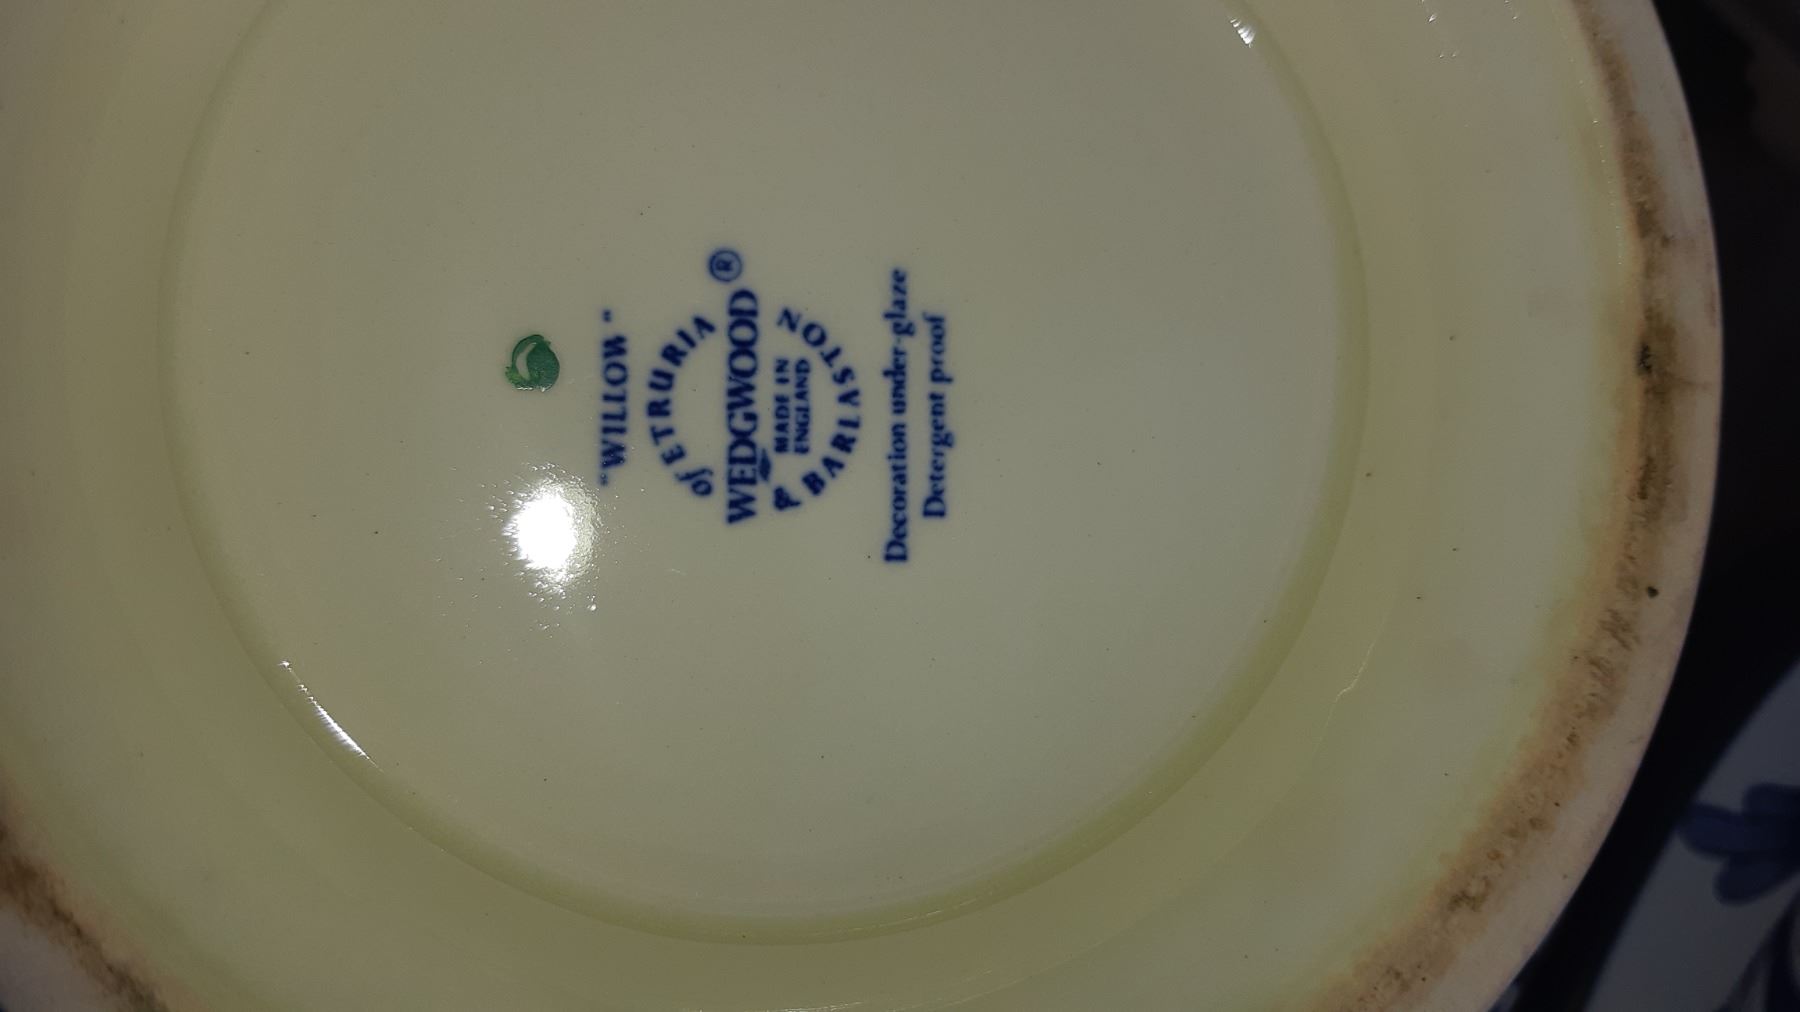 "WILLOW"
of ETRURIA
WEDGWOOD®
MADE IN
ENGLAND
& BARLASTON
Decoration under-glaze
Detergent proof